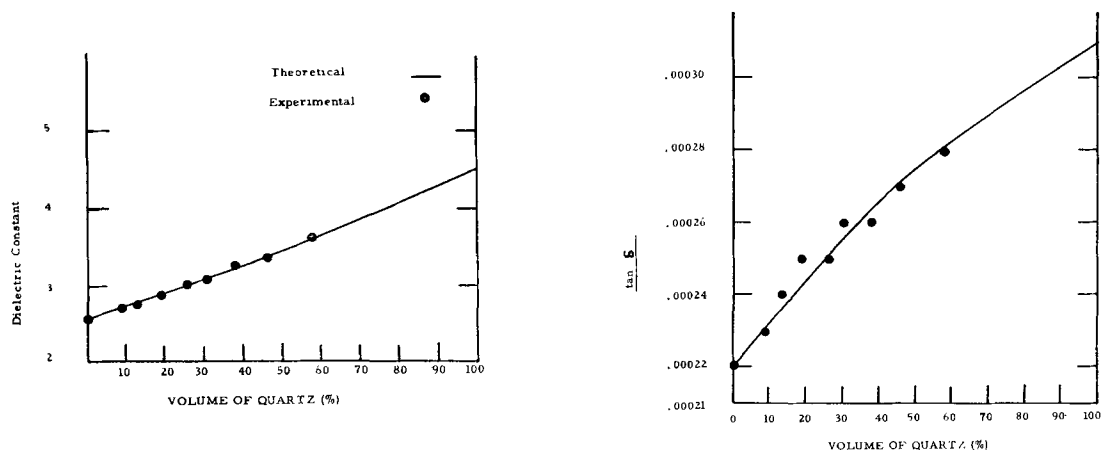 Theoretical
Experimental
5
4
3
2
10 20 30 40 50 60 70 80 90 100
Dielectric Constant
VOLUME OF QUARTZ (%)
.00030
.00028
.00026
.00024
.00022
.00021
tan δ
0 10 20 30 40 50 60 70 80 90 100
VOLUME OF QUARTZ (%)